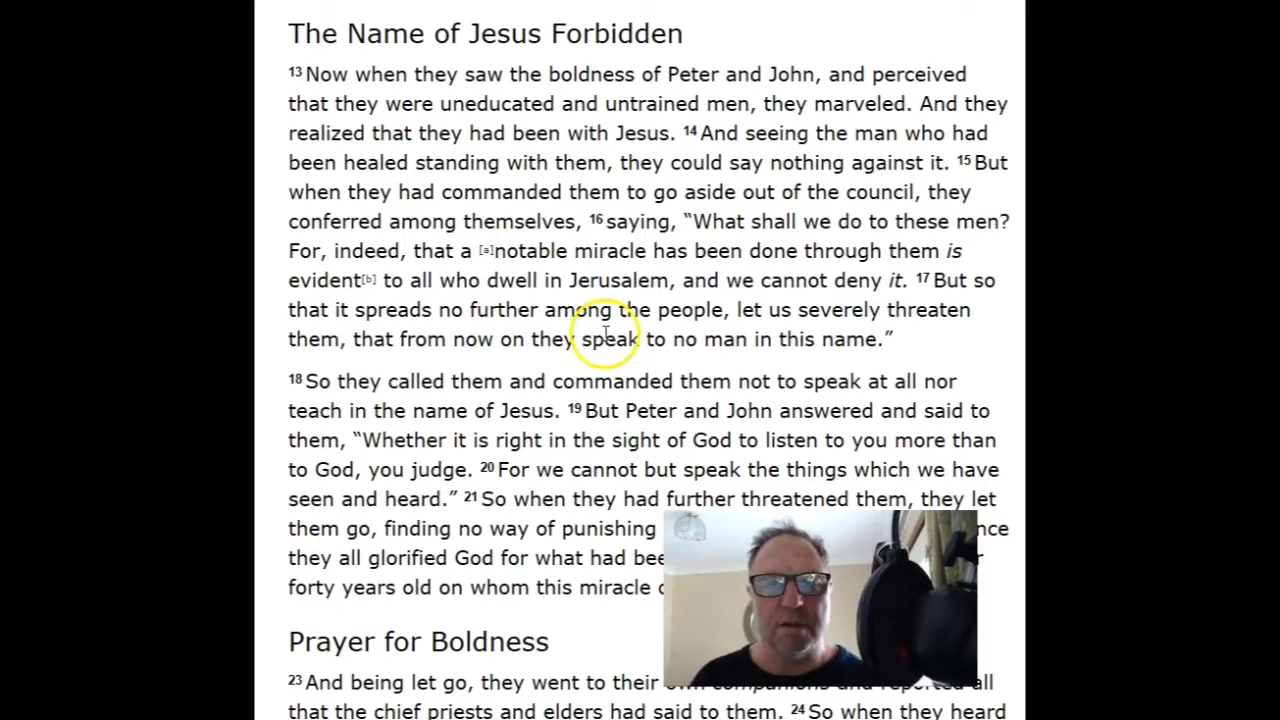 The Name of Jesus Forbidden
13 Now when they saw the boldness of Peter and John, and perceived
that they were uneducated and untrained men, they marveled. And they
realized that they had been with Jesus. 14 And seeing the man who had
been healed standing with them, they could say nothing against it. 15 But
when they had commanded them to go aside out of the council, they
conferred among themselves, 16 saying, “What shall we do to these men?
For, indeed, that a [a]notable miracle has been done through them is
evident[b] to all who dwell in Jerusalem, and we cannot deny it. 17 But so
that it spreads no further among the people, let us severely threaten
them, that from now on they speak to no man in this name.”
18 So they called them and commanded them not to speak at all nor
teach in the name of Jesus. 19 But Peter and John answered and said to
them, “Whether it is right in the sight of God to listen to you more than
to God, you judge. 20 For we cannot but speak the things which we have
seen and heard.” 21 So when they had further threatened them, they let
them go, finding no way of punishing
they all glorified God for what had
forty years old on whom this miracle
Prayer for Boldness
23 And being let go, they went to their own companions and reported all
that the chief priests and elders had said to them. 24 So when they heard